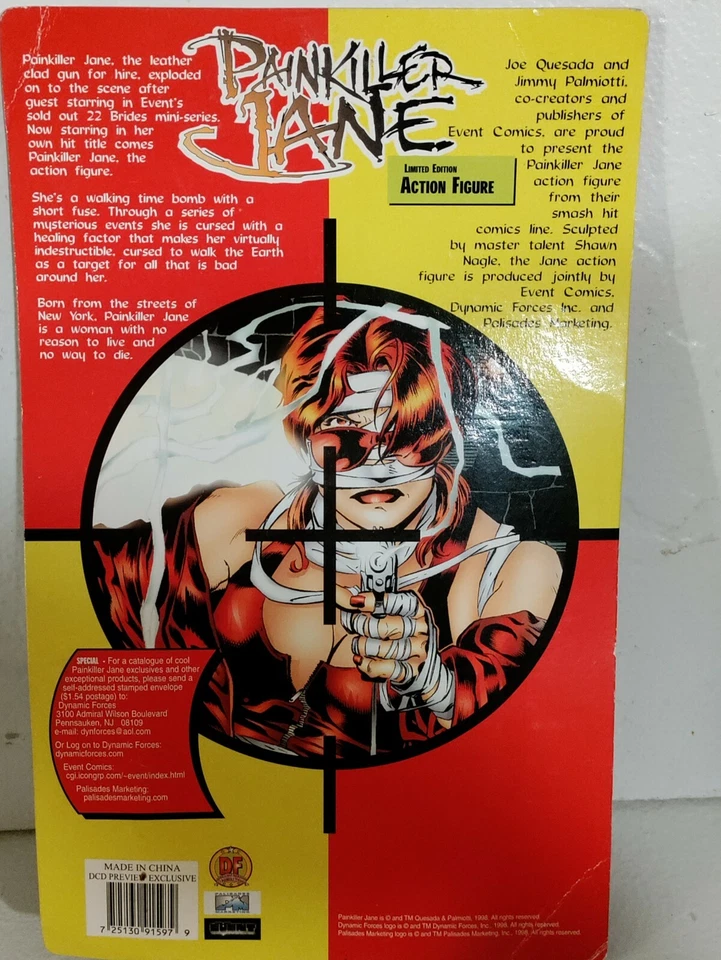 PAINKILLER
JANE
LIMITED EDITION
ACTION FIGURE
Painkiller Jane, the leather
clad gun for hire, exploded
on to the scene after
guest starring in Event's
sold out 22 Brides mini-series.
Now starring in her
own hit title comes
Painkiller Jane, the
action figure.
She's a walking time bomb with a
short fuse. Through a series of
mysterious events she is cursed with a
healing factor that makes her virtually
indestructible, cursed to walk the Earth
as a target for all that is bad
around her.
Born from the streets of
New York, Painkiller Jane
is a woman with no
reason to live and
no way to die.
Joe Quesada and
Jimmy Palmiotti,
co-creators and
publishers of
Event Comics, are proud
to present the
Painkiller Jane
action figure
from their
smash hit
comics line. Sculpted
by master talent Shawn
Nagle, the Jane action
figure is produced jointly by
Event Comics,
Dynamic Forces Inc. and
Palisades Marketing.
SPECIAL - For a catalogue of cool
Painkiller Jane exclusives and other
exceptional products, please send a
self-addressed stamped envelope
($1.54 postage) to:
Dynamic Forces
3100 Admiral Wilson Boulevard
Pennsauken, NJ 08109
e-mail: dynforces@aol.com
Or Log on to Dynamic Forces:
dynamicforces.com
Event Comics:
cgi.icongrp.com/~event/index.html
Palisades Marketing:
palisadesmarketing.com
MADE IN CHINA
DCD PREVIE EXCLUSIVE
7 25130 91597 9
DF
PALISADES
MARKETING
EVENT
Painkiller Jane is © and TM Quesada & Palmiotti, 1998. All rights reserved.
Dynamic Forces logo is © and TM Dynamic Forces, Inc., 1998. All rights reserved.
Palisades Marketing logo is © and TM Palisades Marketing, Inc., 1998. All rights reserved.